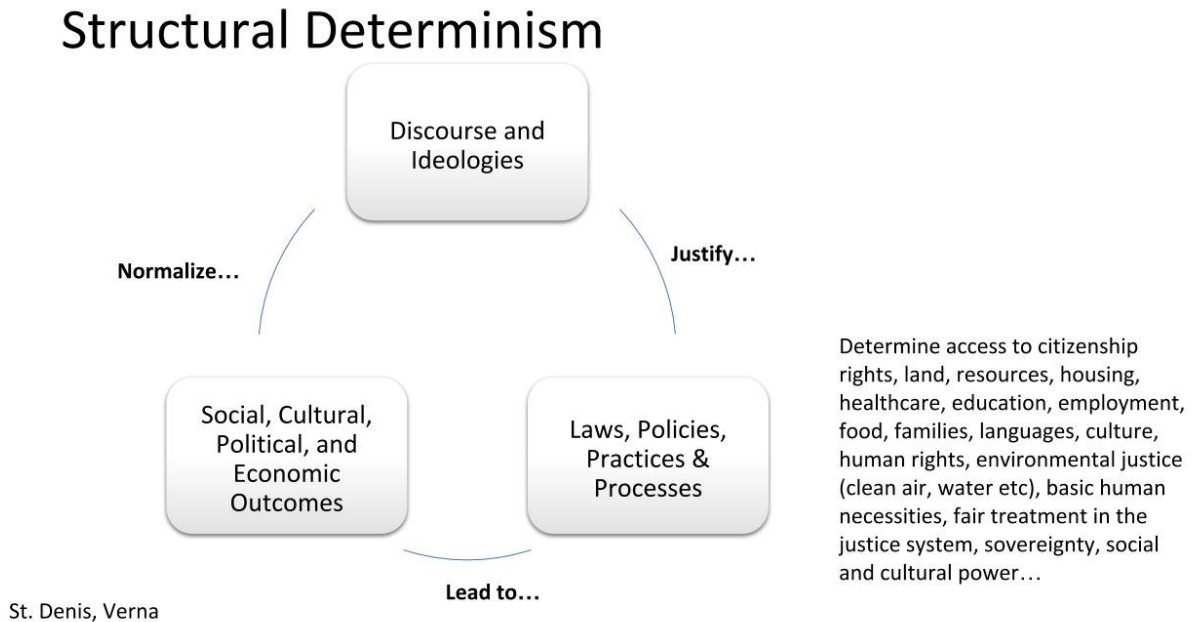 Structural Determinism
Discourse and
Ideologies
Normalize…
Justify…
Social, Cultural,
Political, and
Economic
Outcomes
Laws, Policies,
Practices &
Processes
Lead to…
Determine access to citizenship
rights, land, resources, housing,
healthcare, education, employment,
food, families, languages, culture,
human rights, environmental justice
(clean air, water etc), basic human
necessities, fair treatment in the
justice system, sovereignty, social
and cultural power…
St. Denis, Verna